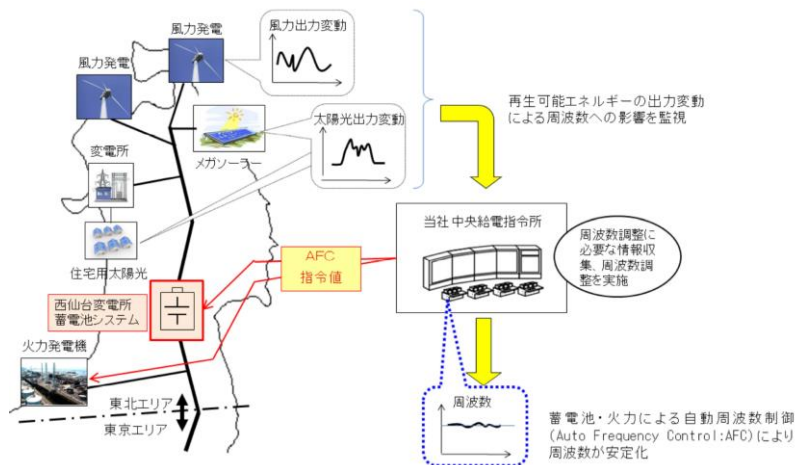 風力発電
風力出力変動
風力発電
再生可能エネルギーの出力変動
による周波数への影響を監視
太陽光出力変動
メガソーラー
変電所
当社 中央給電指令所
周波数調整に
必要な情報収
集、周波数調
整を実施
住宅用太陽光
AFC
指令値
西仙台変電所
蓄電池システム
火力発電機
周波数
東北エリア
東京エリア
蓄電池・火力による自動周波数制御
(Auto Frequency Control:AFC)により
周波数が安定化